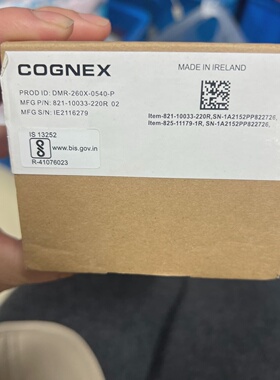 COGNEX
MADE IN IRELAND
PROD ID: DMR-260X-0540-P
MFG P/N: 821-10033-220R 02
MFG S/N: IE2116279
Item-821-10033-220R, SN-1A2152PP822726,
Item-825-11179-1R, SN-1A2152PP822726,
IS 13252
www.bis.gov.in
R-41076023